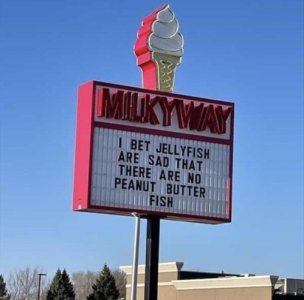 MILKYWAY
I BET JELLYFISH
ARE SAD THAT
THERE ARE NO
PEANUT BUTTER
FISH